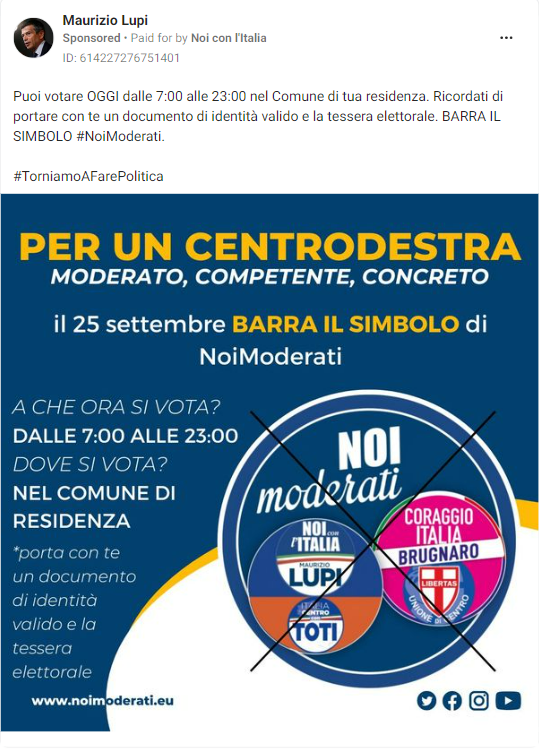 Maurizio Lupi
Sponsored • Paid for by Noi con l'Italia
ID: 614227276751401
Puoi votare OGGI dalle 7:00 alle 23:00 nel Comune di tua residenza. Ricordati di
portare con te un documento di identità valido e la tessera elettorale. BARRA IL
SIMBOLO #NoiModerati.
#TorniamoAFarePolitica
PER UN CENTRODESTRA
MODERATO, COMPETENTE, CONCRETO
il 25 settembre BARRA IL SIMBOLO di
NoiModerati
A CHE ORA SI VOTA?
DALLE 7:00 ALLE 23:00
DOVE SI VOTA?
NEL COMUNE DI
RESIDENZA
*porta con te
un documento
di identità
valido e la
tessera
elettorale
www.noimoderati.eu
NOI
moderati
NOI con
l'ITALIA
MAURIZIO
LUPI
ITALIA
CENTRO
TOTI
CORAGGIO
ITALIA
BRUGNARO
LIBERTAS
UNIONE DI CENTRO